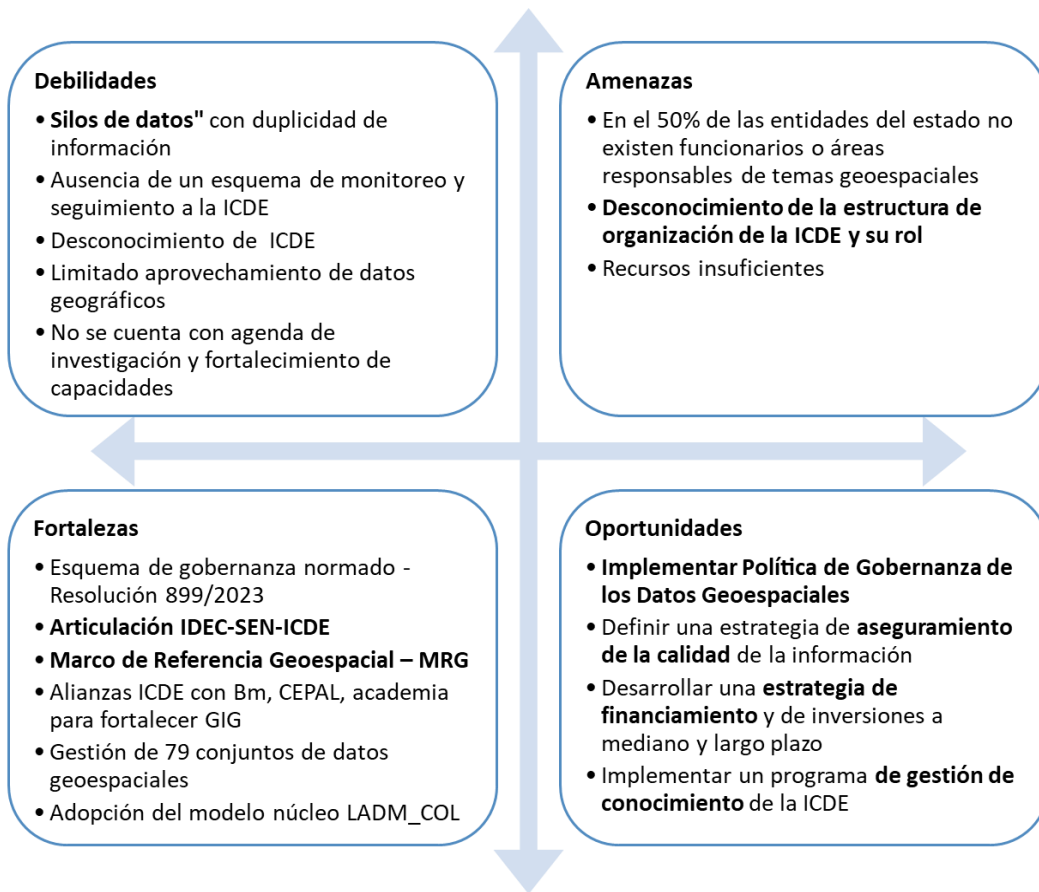 Debilidades
• Silos de datos" con duplicidad de
información
• Ausencia de un esquema de monitoreo y
seguimiento a la ICDE
• Desconocimiento de ICDE
• Limitado aprovechamiento de datos
geográficos
• No se cuenta con agenda de
investigación y fortalecimiento de
capacidades
Amenazas
• En el 50% de las entidades del estado no
existen funcionarios o áreas
responsables de temas geoespaciales
• Desconocimiento de la estructura de
organización de la ICDE y su rol
• Recursos insuficientes
Fortalezas
• Esquema de gobernanza normado -
Resolución 899/2023
• Articulación IDEC-SEN-ICDE
• Marco de Referencia Geoespacial – MRG
• Alianzas ICDE con Bm, CEPAL, academia
para fortalecer GIG
• Gestión de 79 conjuntos de datos
geoespaciales
• Adopción del modelo núcleo LADM_COL
Oportunidades
• Implementar Política de Gobernanza de
los Datos Geoespaciales
• Definir una estrategia de aseguramiento
de la calidad de la información
• Desarrollar una estrategia de
financiamiento y de inversiones a
mediano y largo plazo
• Implementar un programa de gestión de
conocimiento de la ICDE